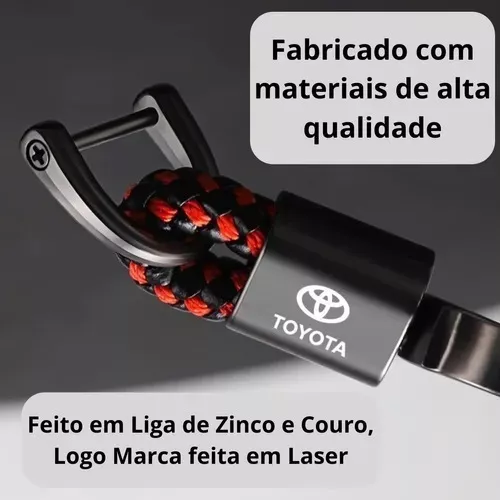 Fabricado com
materiais de alta
qualidade
TOYOTA
Feito em Liga de Zinco e Couro,
Logo Marca feita em Laser